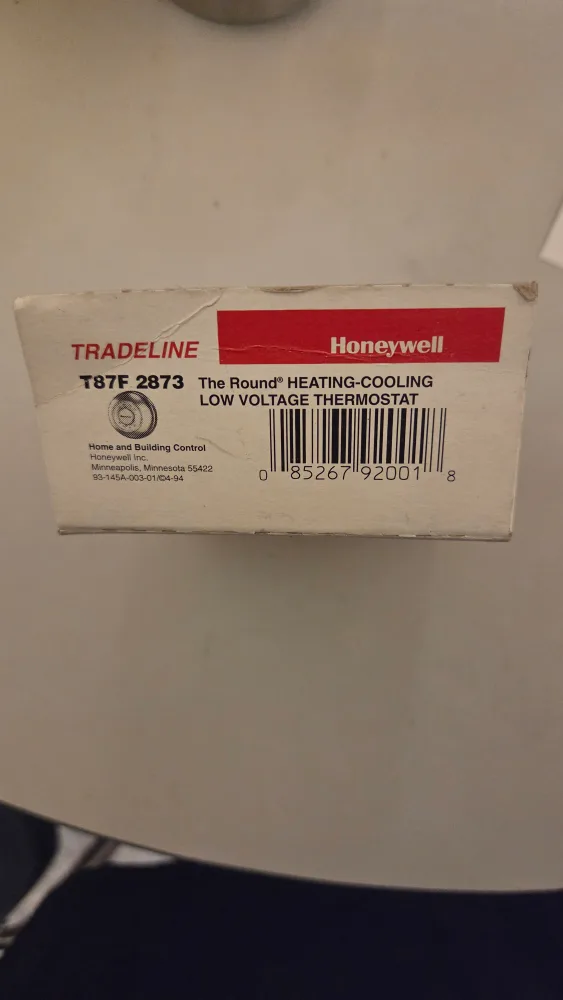 TRADELINE
Honeywell
T87F 2873 The Round® HEATING-COOLING
LOW VOLTAGE THERMOSTAT
Home and Building Control
Honeywell Inc.
Minneapolis, Minnesota 55422
93-145A-003-01/©4-94
0 85267 92001 8